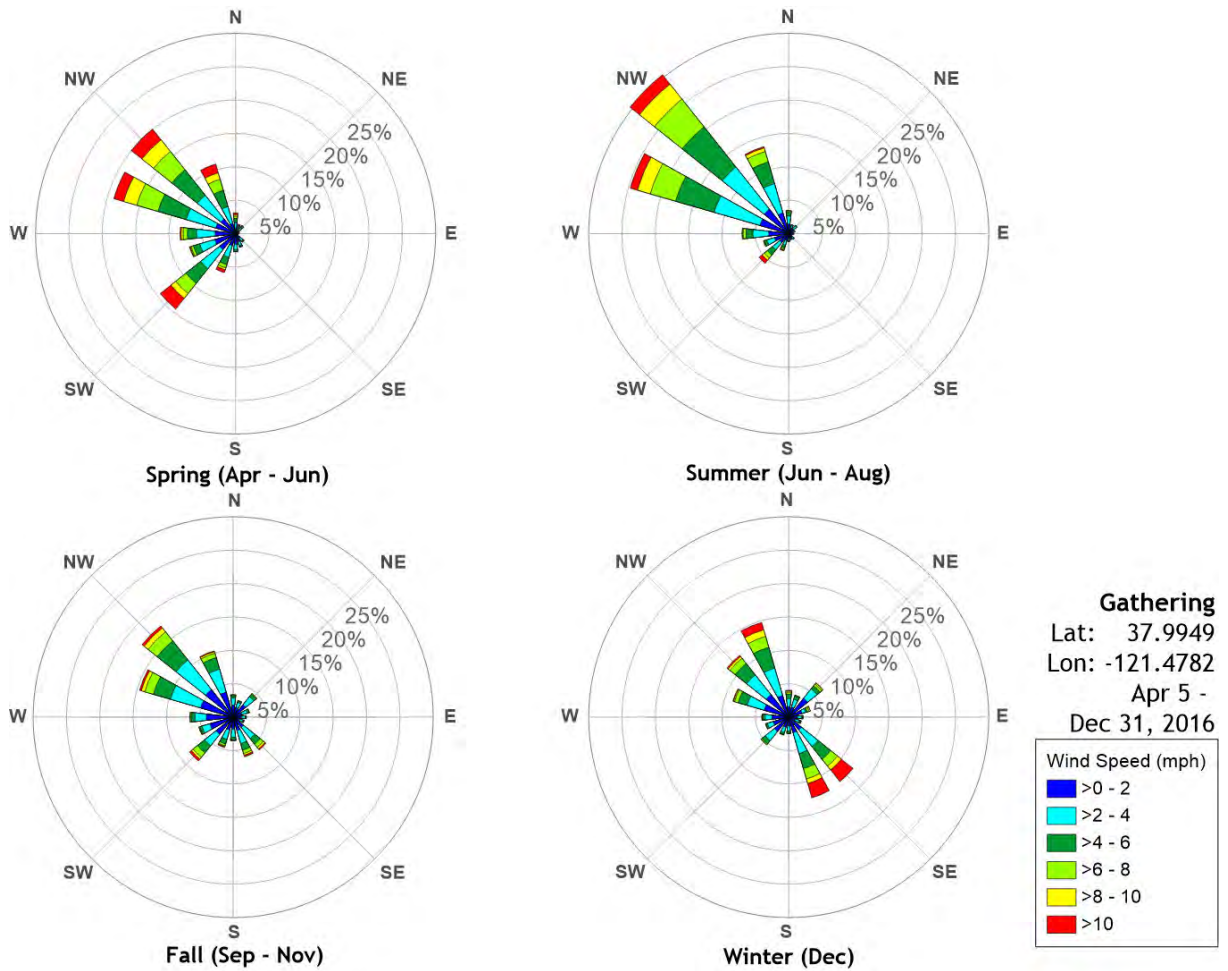 N
NW
NE
25%
20%
15%
10%
5%
W
E
SW
SE
S
Spring (Apr - Jun)
N
NW
NE
25%
20%
15%
10%
5%
W
E
SW
SE
S
Summer (Jun - Aug)
N
NW
NE
25%
20%
15%
10%
5%
W
E
SW
SE
S
Fall (Sep - Nov)
N
NW
NE
25%
20%
15%
10%
5%
W
E
SW
SE
S
Winter (Dec)
Gathering
Lat: 37.9949
Lon: -121.4782
Apr 5 -
Dec 31, 2016
Wind Speed (mph)
>0 - 2
>2 - 4
>4 - 6
>6 - 8
>8 - 10
>10